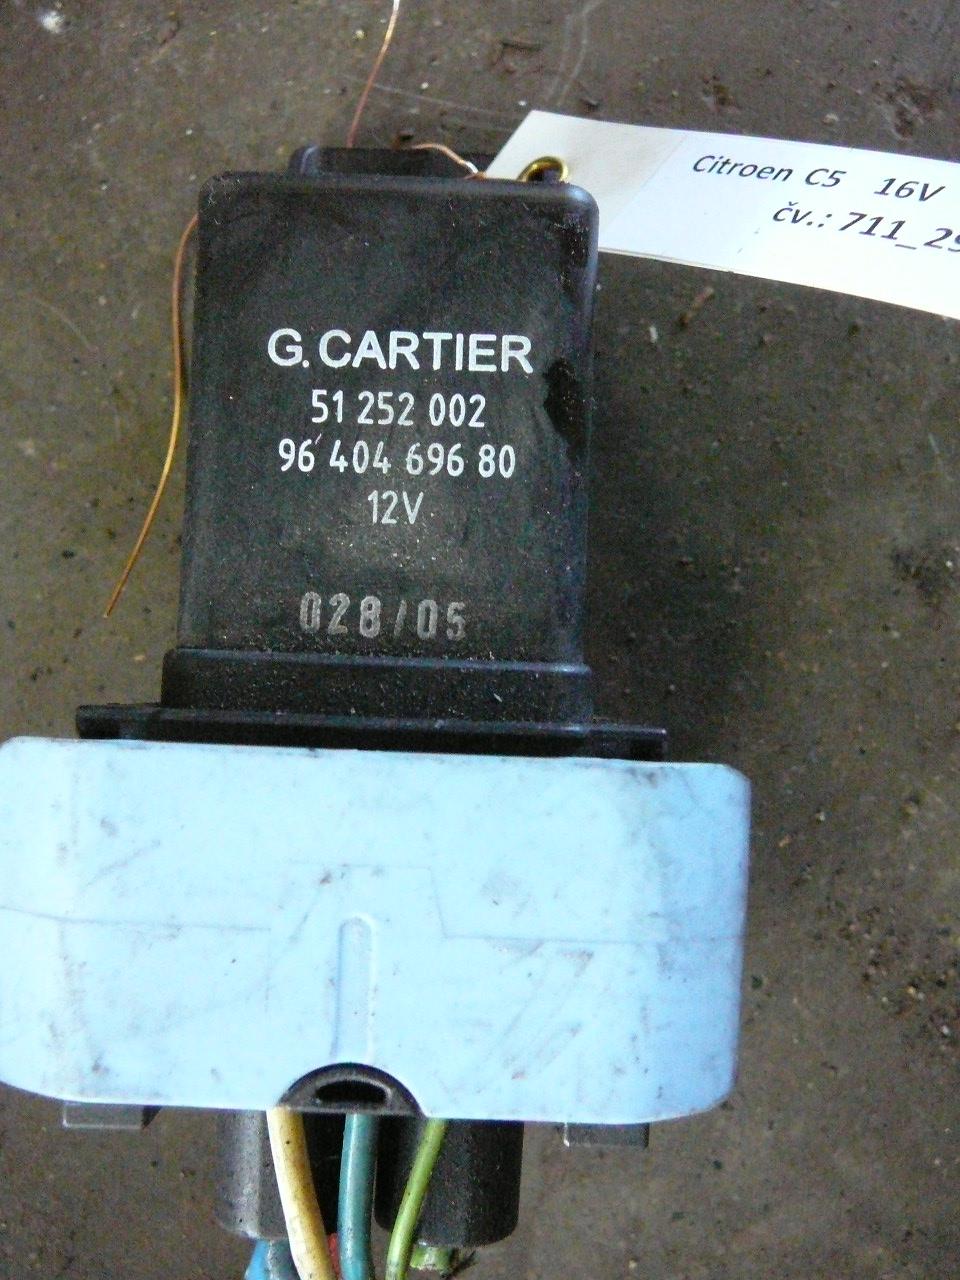 Citroen C5 16V
čv.: 711_29
G. CARTIER
51 252 002
96 404 696 80
12V
028/05